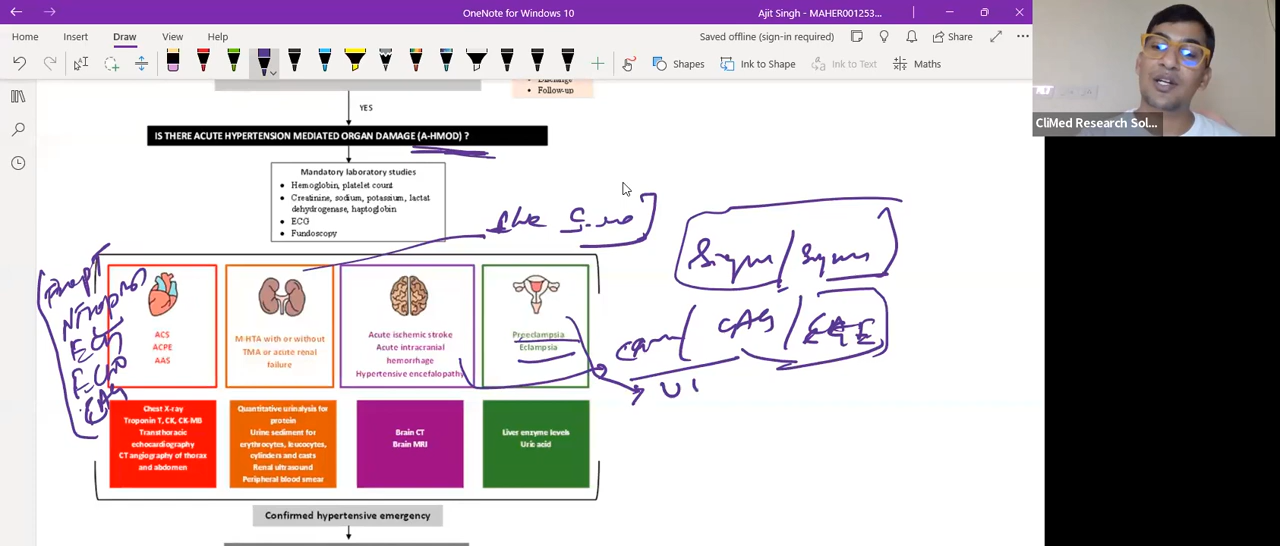 OneNote for Windows 10
Ajit Singh - MAHER001253...
Home Insert Draw View Help
Saved offline (sign-in required)
Share
Shapes
Ink to Shape
Ink to Text
Maths
CliMed Research Sol...
Discharge
• Follow-up
YES
IS THERE ACUTE HYPERTENSION MEDIATED ORGAN DAMAGE (A-HMOD) ?
Mandatory laboratory studies
• Hemoglobin, platelet count
• Creatinine, sodium, potassium, lactat
dehydrogenase, haptoglobin
• ECG
• Fundoscopy
ACS
ACPE
AAS
M-HTA with or without
TMA or acute renal
failure
Acute ischemic stroke
Acute intracranial
hemorrhage
Hypertensive encefalopathy
Preeclampsia
Eclampsia
Chest X-ray
Troponin T, CK, CK-MB
Transthoracic
echocardiography
CT angiography of thorax
and abdomen
Quantitative urinalysis for
protein
Urine sediment for
erythrocytes, leucocytes,
cylinders and casts
Renal ultrasound
Peripheral blood smear
Brain CT
Brain MRI
Liver enzyme levels
Uric acid
Confirmed hypertensive emergency
ECHO